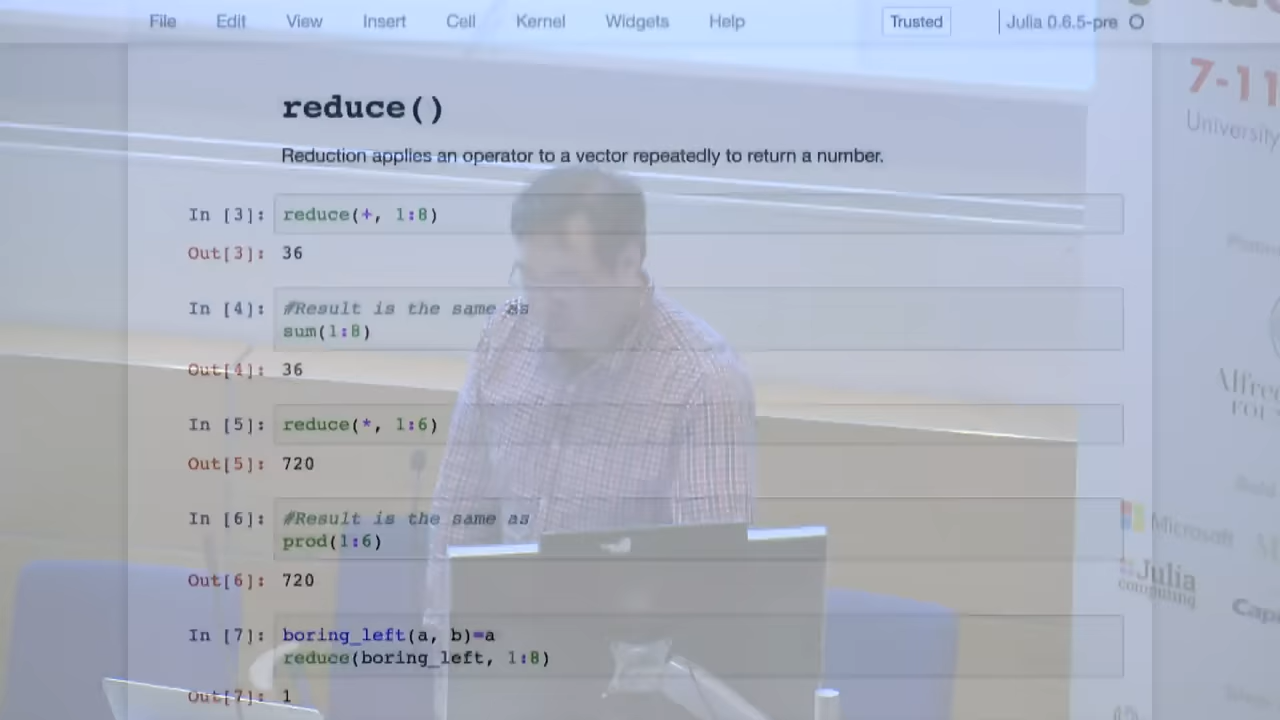 File Edit View Insert Cell Kernel Widgets Help Trusted Julia 0.6.5-pre
reduce()
Reduction applies an operator to a vector repeatedly to return a number.
In [3]: reduce(+, 1:8)
Out[3]: 36
In [4]: #Result is the same as
sum(1:8)
Out[4]: 36
In [5]: reduce(*, 1:6)
Out[5]: 720
In [6]: #Result is the same as
prod(1:6)
Out[6]: 720
In [7]: boring_left(a, b)=a
reduce(boring_left, 1:8)
Out[7]: 1
7-11
University
Microsoft
Julia
computing